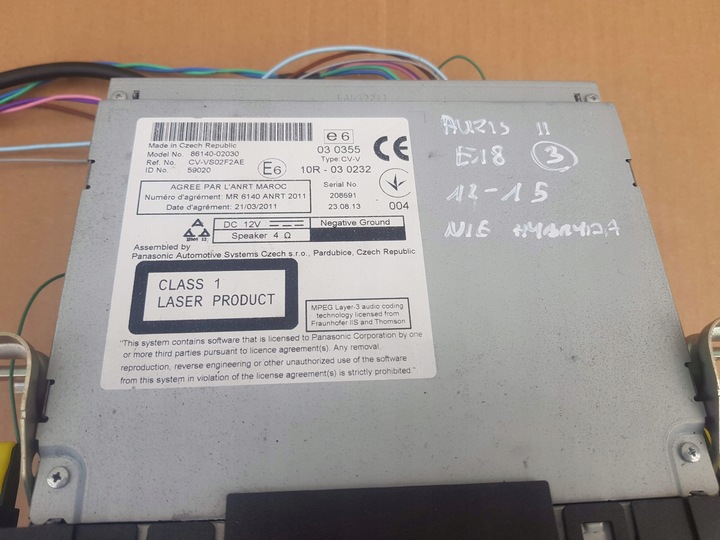 Made in Czech Republic
Model No. 86140-02030
Ref. No. CV-VS02F2AE
ID No. 59020
e6
03 0355
Type: CV-V
E6
10R - 03 0232
CE
AGREE PAR L'ANRT MAROC
Numéro d'agrément: MR 6140 ANRT 2011
Date d'agrément: 21/03/2011
Serial No.
208691
23.08.13
004
DC 12V
Negative Ground
Speaker 4 Ω
Assembled by
Panasonic Automotive Systems Czech s.r.o., Pardubice, Czech Republic
CLASS 1
LASER PRODUCT
MPEG Layer-3 audio coding
technology licensed from
Fraunhofer IIS and Thomson
"This system contains software that is licensed to Panasonic Corporation by one
or more third parties pursuant to licence agreement(s). Any removal,
reproduction, reverse engineering or other unauthorized use of the software
from this system in violation of the license agreement(s) is strictly prohibited."
AURIS II
E18 3
12-15
NIE HYBRYDA